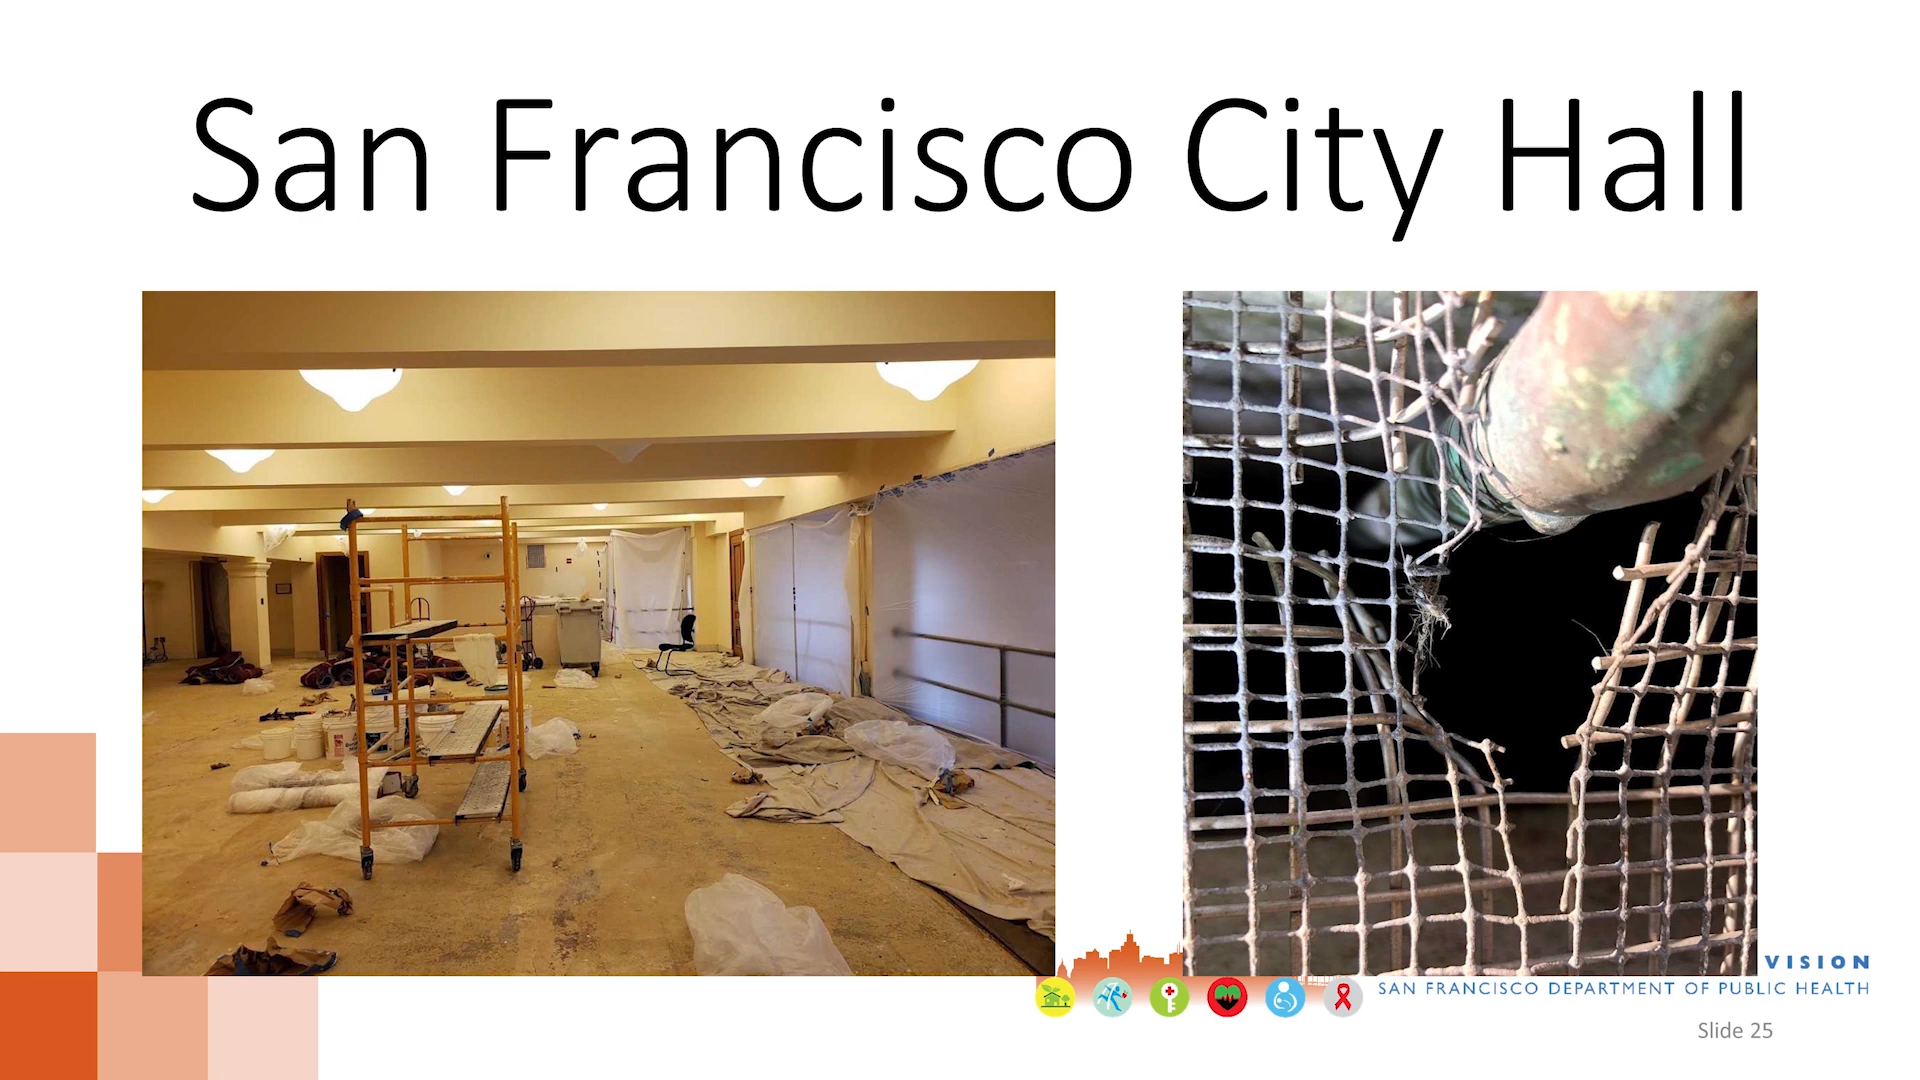 San Francisco City Hall
VISION
SAN FRANCISCO DEPARTMENT OF PUBLIC HEALTH
Slide 25